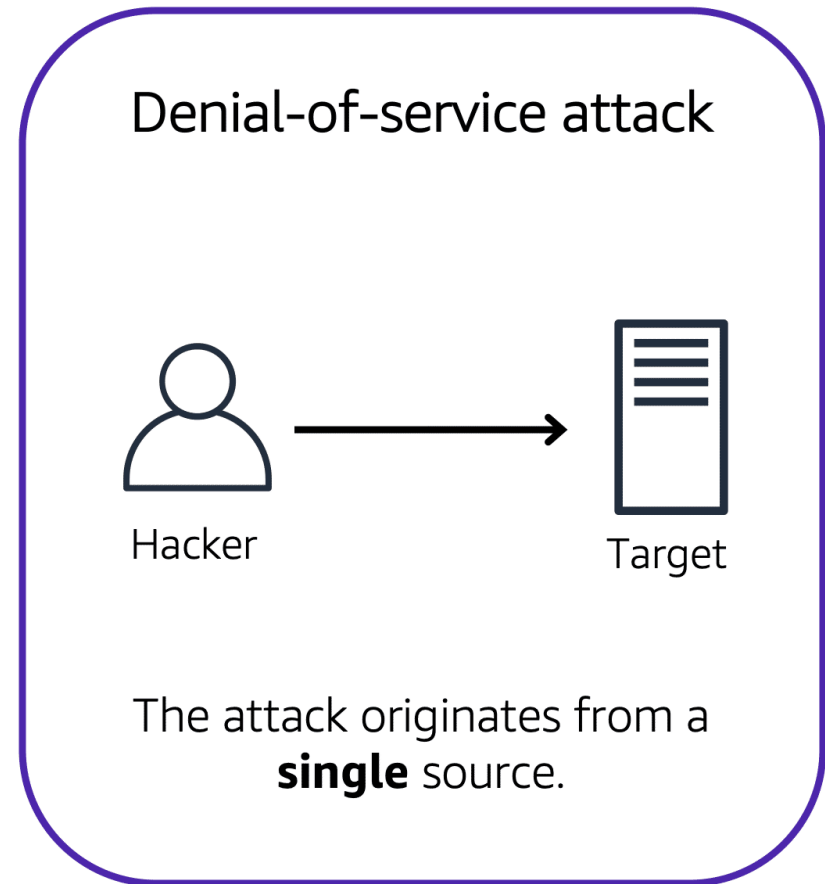 Denial-of-service attack
Hacker
Target
The attack originates from a
single source.